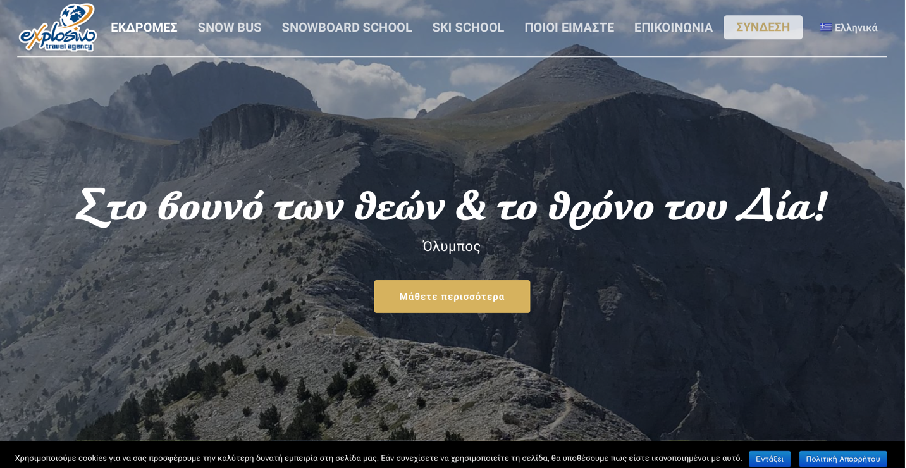 explosivo
travel agency
ΕΚΔΡΟΜΕΣ SNOW BUS SNOWBOARD SCHOOL SKI SCHOOL ΠΟΙΟΙ ΕΙΜΑΣΤΕ ΕΠΙΚΟΙΝΩΝΙΑ ΣΥΝΔΕΣΗ Ελληνικά
Στο βουνό των θεών & το θρόνο του Δία!
Όλυμπος
Μάθετε περισσότερα
Χρησιμοποιούμε cookies για να σας προσφέρουμε την καλύτερη δυνατή εμπειρία στη σελίδα μας. Εάν συνεχίσετε να χρησιμοποιείτε τη σελίδα, θα υποθέσουμε πως είστε ικανοποιημένοι με αυτό. Εντάξει Πολιτική Απορρήτου